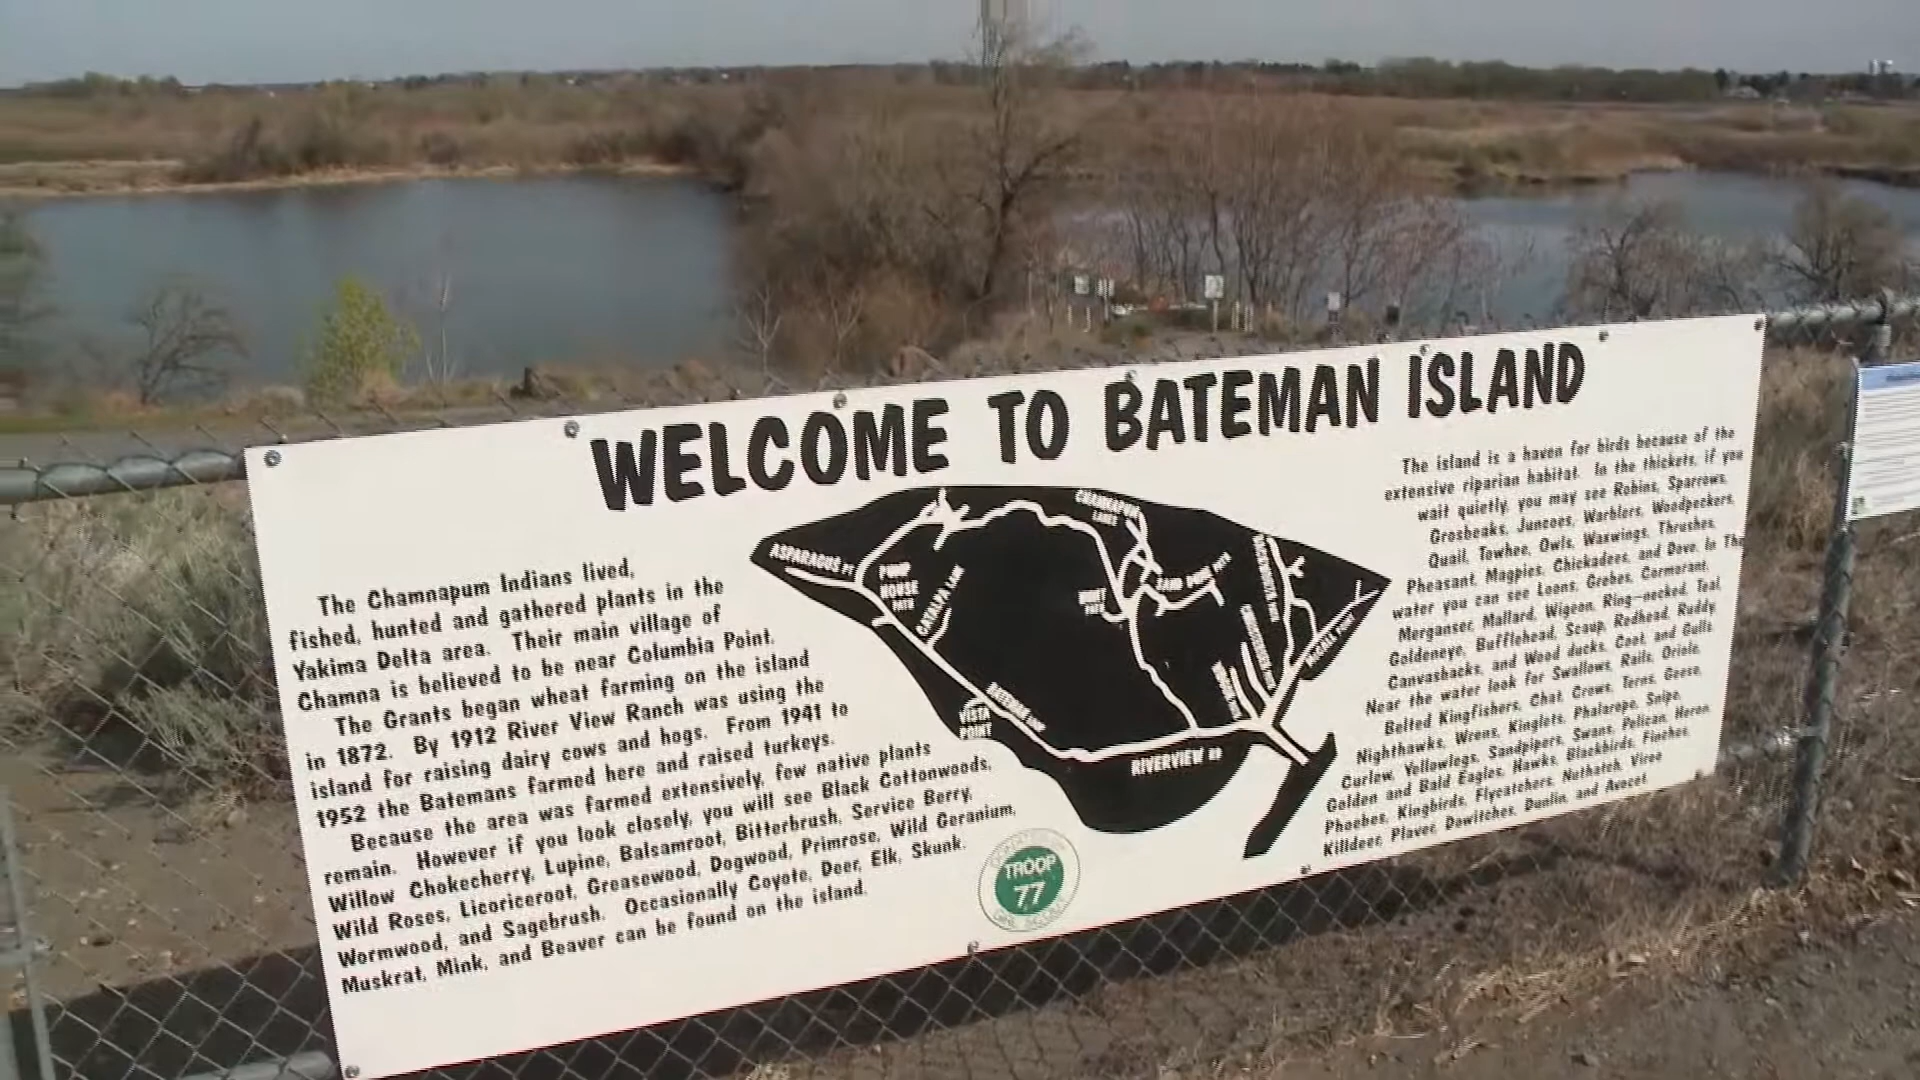 WELCOME TO BATEMAN ISLAND
The Chamnapum Indians lived,
fished, hunted and gathered plants in the
Yakima Delta area. Their main village of
Chamna is believed to be near Columbia Point.
The Grants began wheat farming on the island
in 1872. By 1912 River View Ranch was using the
island for raising dairy cows and hogs. From 1941 to
1952 the Batemans farmed here and raised turkeys.
Because the area was farmed extensively, few native plants
remain. However if you look closely, you will see Black Cottonwoods,
Willow Chokecherry, Lupine, Balsamroot, Bitterbrush, Service Berry,
Wild Roses, Licoriceroot, Greasewood, Dogwood, Primrose, Wild Geranium,
Wormwood, and Sagebrush. Occasionally Coyote, Deer, Elk, Skunk.
Muskrat, Mink, and Beaver can be found on the island.
ASPARAGUS PT
PUMP
HOUSE
CATALPA LANE
VISTA
POINT
RIVERVIEW RD
CHAMNAPUM
LANES
TROOP
77
The island is a haven for birds because of the
extensive riparian habitat. In the thickets, if you
wait quietly, you may see Robins, Sparrows,
Grosbeaks, Juncoes, Warblers, Woodpeckers,
Quail, Towhee, Owls, Waxwings, Thrushes,
Pheasant, Magpies, Chickadees, and Dove. In The
water you can see Loons, Grebes, Cormorant,
Merganser, Mallard, Wigeon, Ring-necked, Teal,
Goldeneye, Bufflehead, Scaup, Redhead, Ruddy,
Canvasbacks, and Wood ducks, Coot, and Gulls.
Near the water look for Swallows, Rails, Oriole,
Belted Kingfishers, Chat, Crows, Terns, Geese,
Nighthawks, Wrens, Kinglets, Phalarope, Snipe,
Curlew, Yellowlegs, Sandpipers, Swans, Pelican, Heron
Golden and Bald Eagles, Hawks, Blackbirds, Finches,
Phoebes, Kingbirds, Flycatchers, Nuthatch, Vireo
Killdeer, Plover, Dowitches, Dunlin, and Avocet.